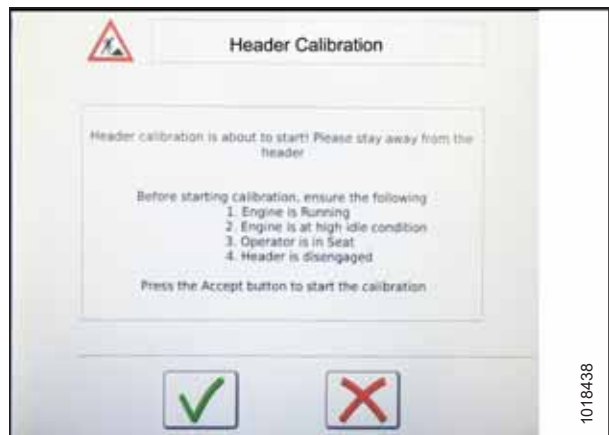 Header Calibration
Header calibration is about to start! Please stay away from the
header
Before starting calibration, ensure the following
1. Engine is Running
2. Engine is at high idle condition
3. Operator is in Seat
4. Header is disengaged
Press the Accept button to start the calibration
1018438